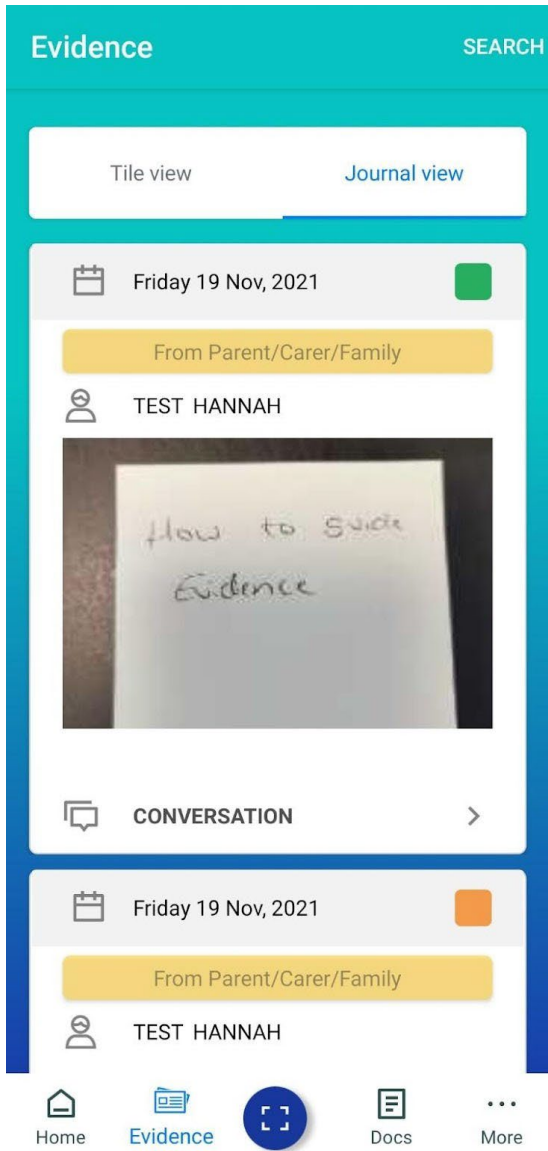 Evidence
SEARCH
Tile view
Journal view
Friday 19 Nov, 2021
From Parent/Carer/Family
TEST HANNAH
How to Guide
Evidence
CONVERSATION
Friday 19 Nov, 2021
From Parent/Carer/Family
TEST HANNAH
Home
Evidence
Docs
More